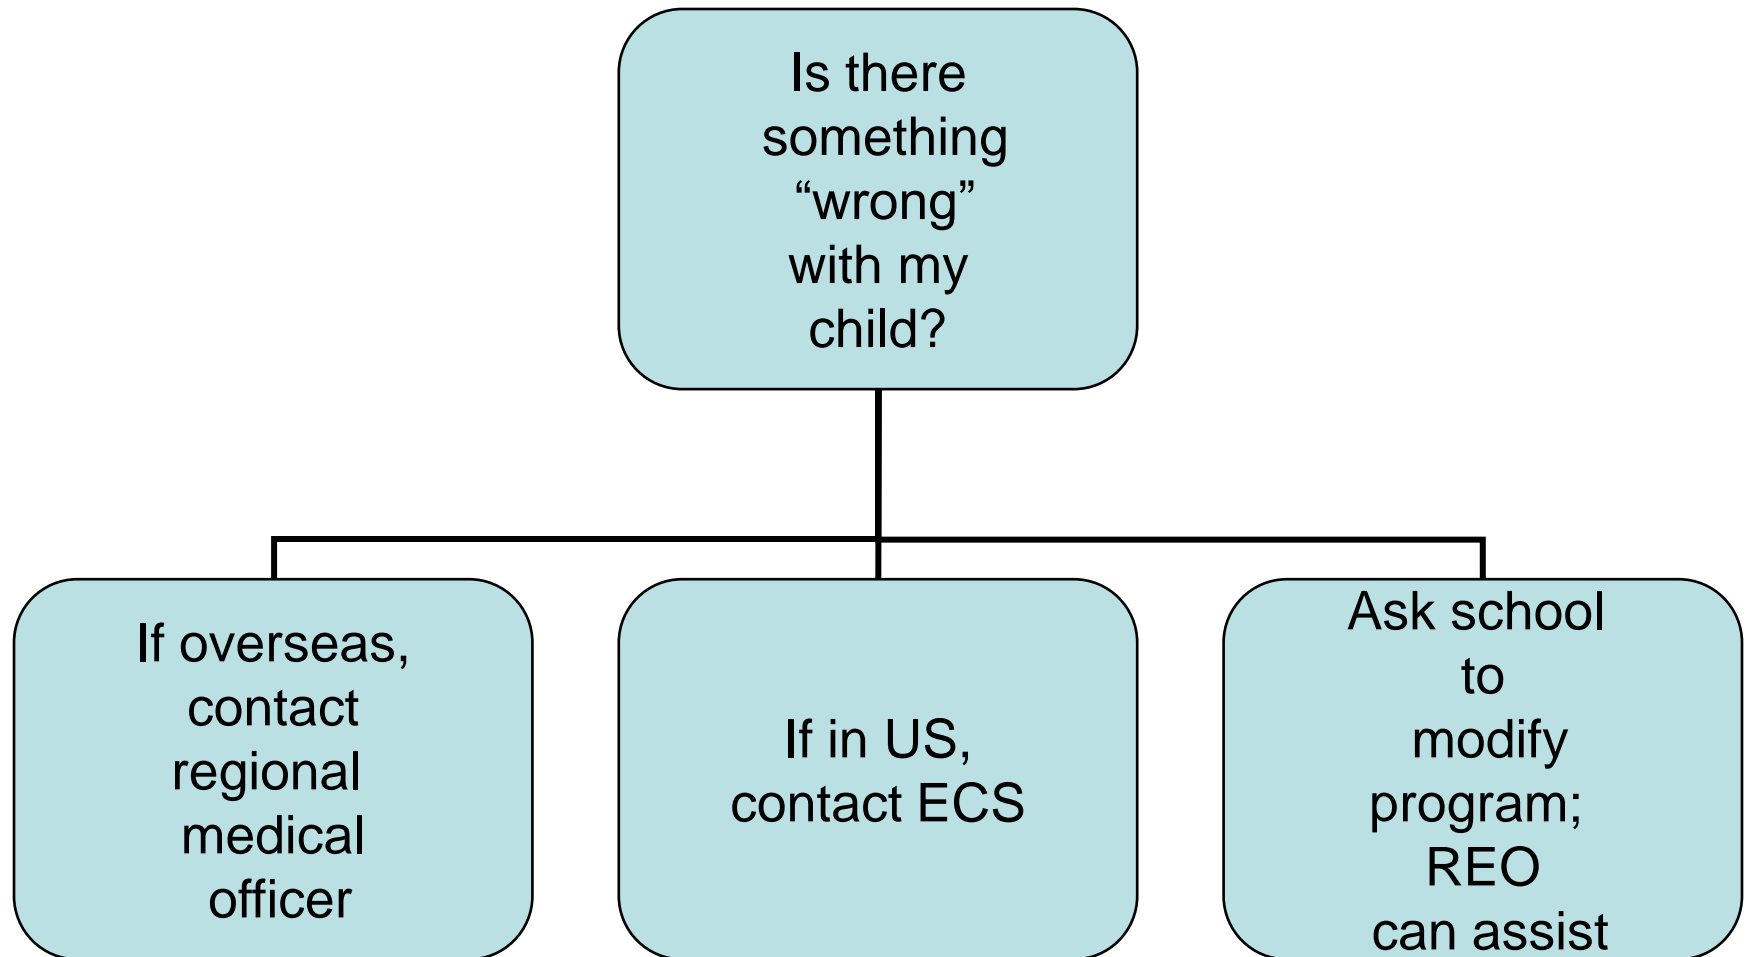 Is there
something
“wrong”
with my
child?
If overseas,
contact
regional
medical
officer
If in US,
contact ECS
Ask school
to
modify
program;
REO
can assist